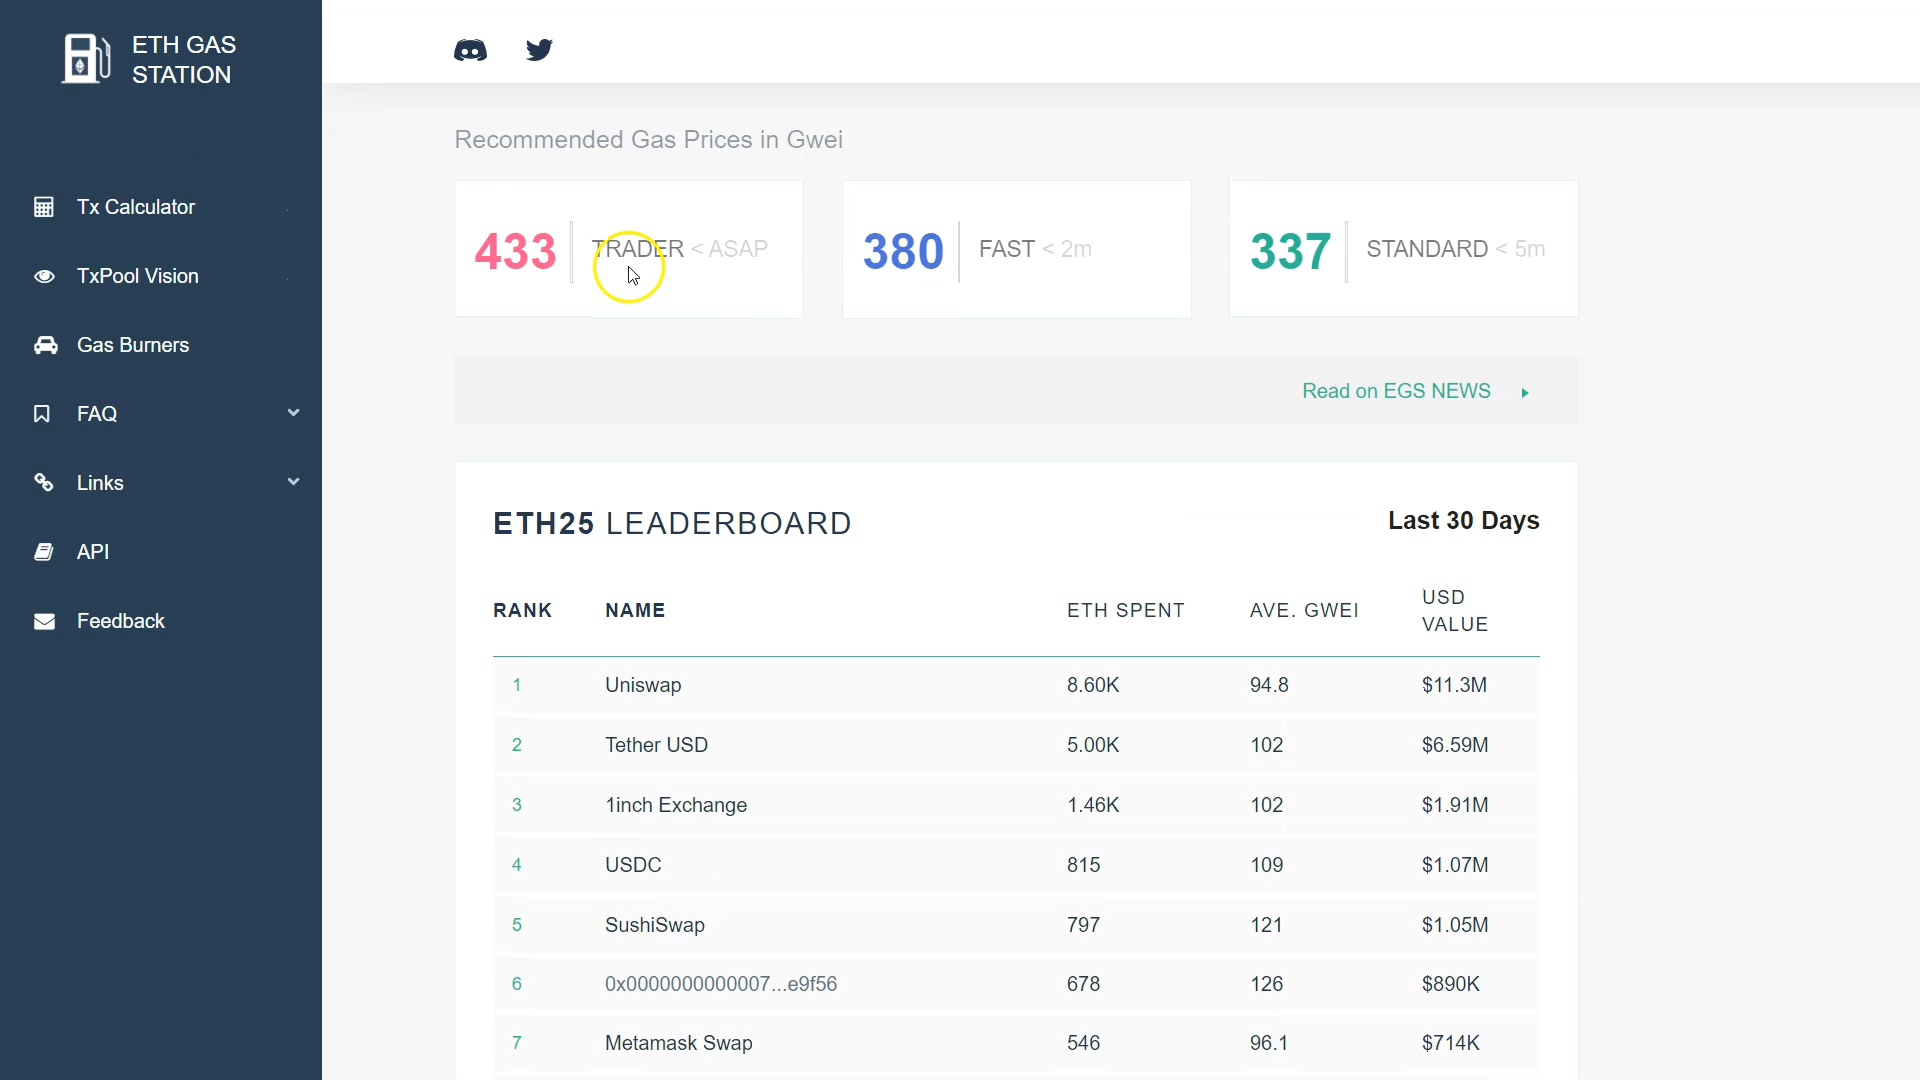 ETH GAS
STATION
Tx Calculator
TxPool Vision
Gas Burners
FAQ
Links
API
Feedback
Recommended Gas Prices in Gwei
433 TRADER < ASAP
380 FAST < 2m
337 STANDARD < 5m
Read on EGS NEWS
ETH25 LEADERBOARD
Last 30 Days
RANK NAME ETH SPENT AVE. GWEI USD VALUE
1 Uniswap 8.60K 94.8 $11.3M
2 Tether USD 5.00K 102 $6.59M
3 1inch Exchange 1.46K 102 $1.91M
4 USDC 815 109 $1.07M
5 SushiSwap 797 121 $1.05M
6 0x0000000000007...e9f56 678 126 $890K
7 Metamask Swap 546 96.1 $714K